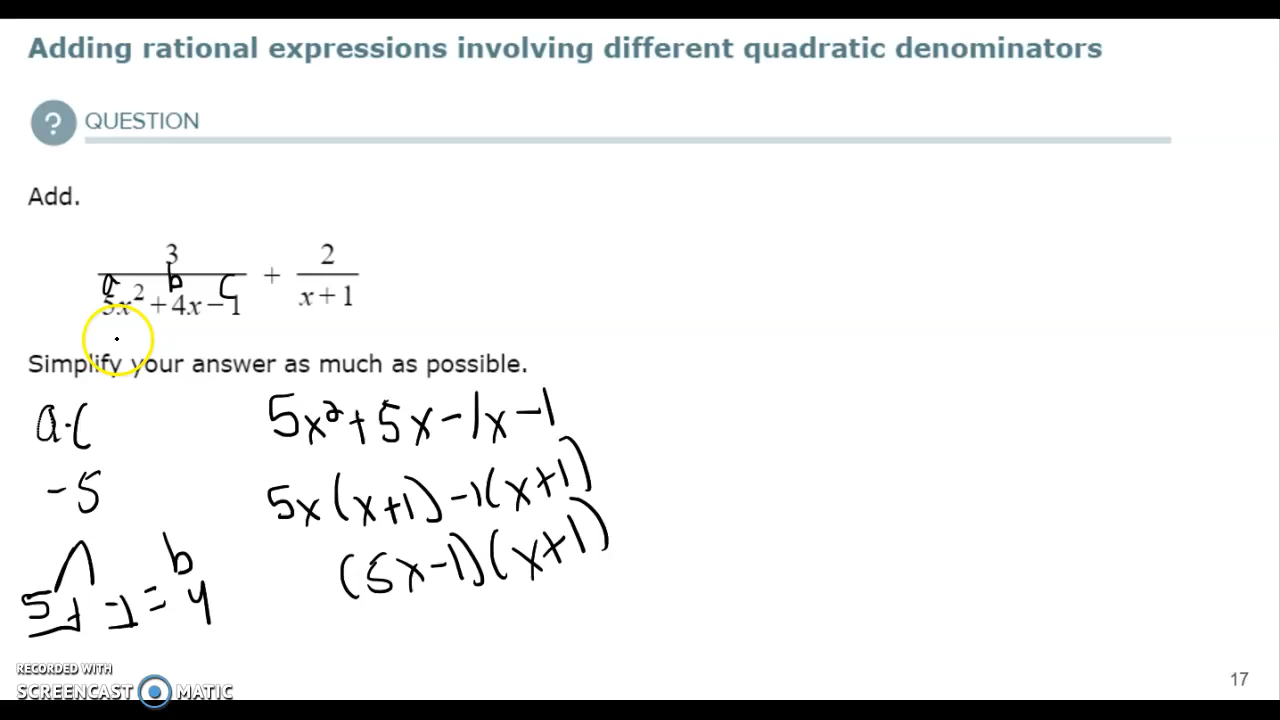 Adding rational expressions involving different quadratic denominators
? QUESTION
Add.
3 / (5x² + 4x − 1) + 2 / (x + 1)
a b c
Simplify your answer as much as possible.
a·c
-5
5 + -1 = 4
b
5x² + 5x - 1x - 1
5x(x+1) - 1(x+1)
(5x-1)(x+1)
RECORDED WITH
SCREENCAST MATIC
17